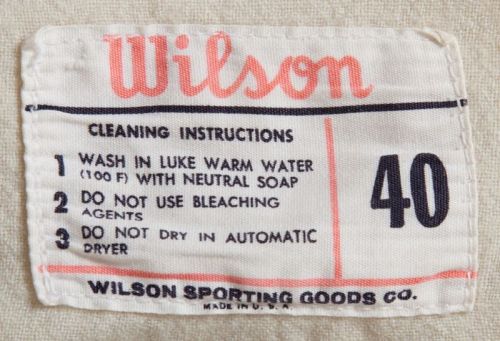 Wilson
CLEANING INSTRUCTIONS
1 WASH IN LUKE WARM WATER
(100 F) WITH NEUTRAL SOAP
2 DO NOT USE BLEACHING
AGENTS
3 DO NOT DRY IN AUTOMATIC
DRYER
40
WILSON SPORTING GOODS CO.
MADE IN U. S. A.